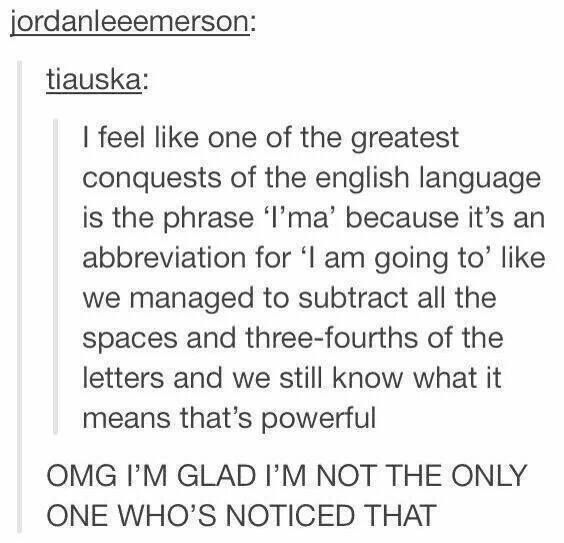 jordanleeemerson:
tiauska:
I feel like one of the greatest
conquests of the english language
is the phrase ‘I’ma’ because it’s an
abbreviation for ‘I am going to’ like
we managed to subtract all the
spaces and three-fourths of the
letters and we still know what it
means that’s powerful
OMG I’M GLAD I’M NOT THE ONLY
ONE WHO’S NOTICED THAT